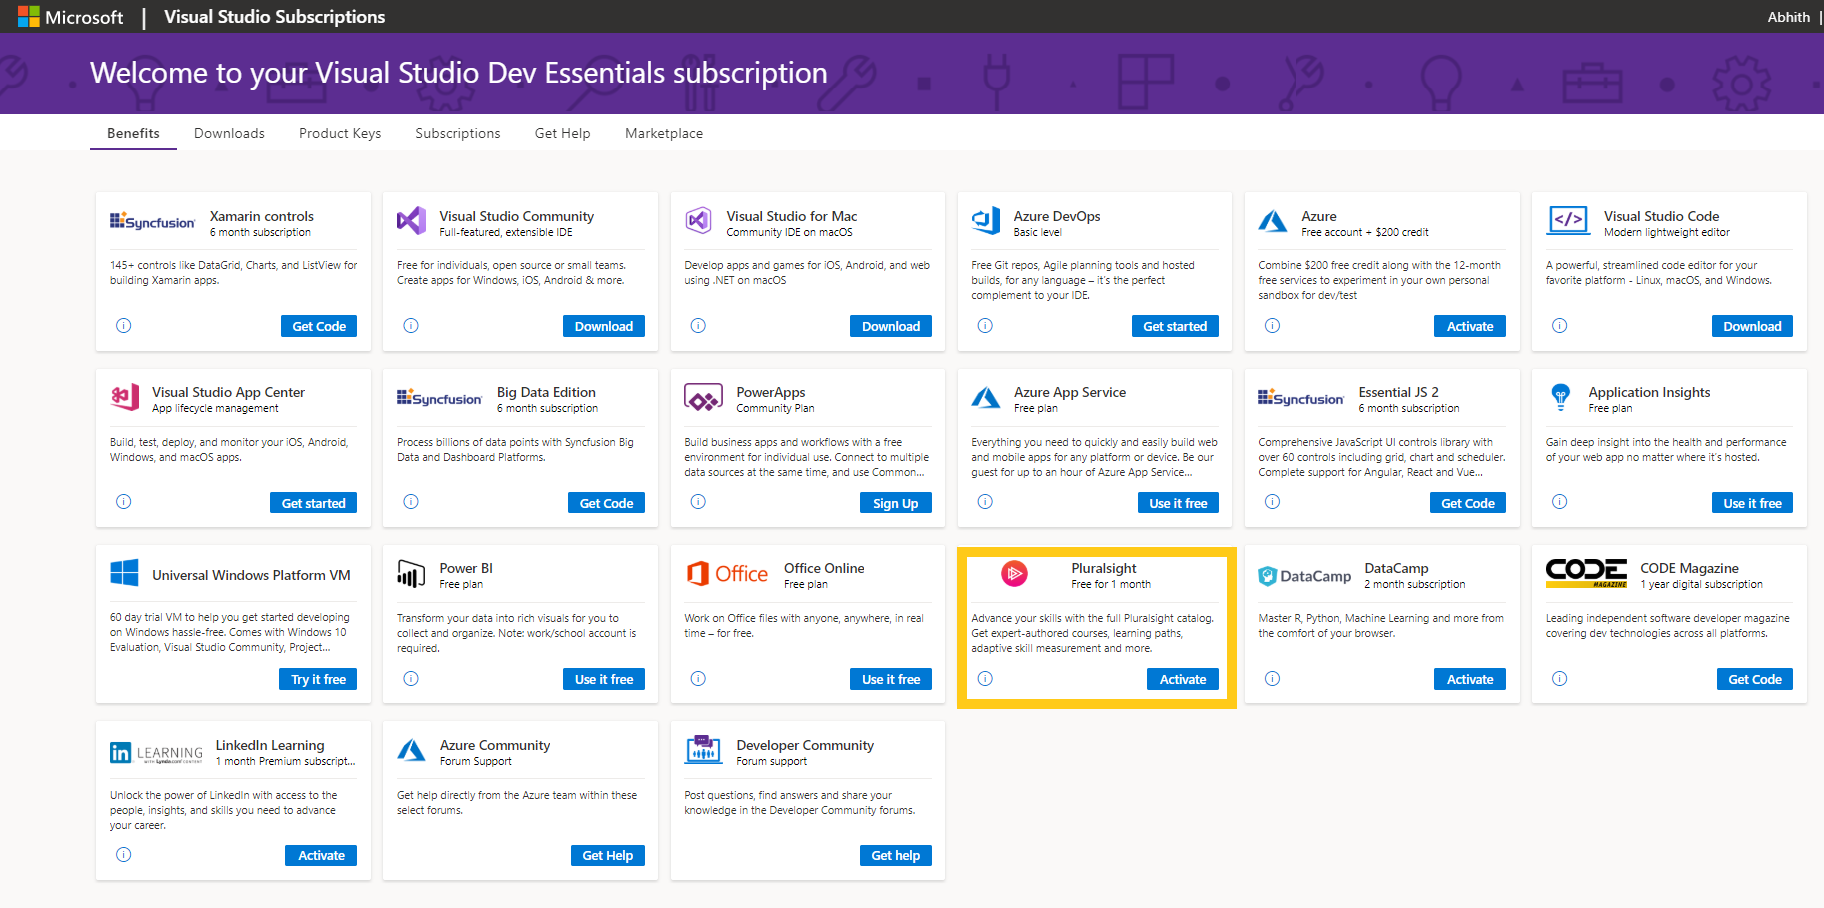 Microsoft | Visual Studio Subscriptions
Abhith |
Welcome to your Visual Studio Dev Essentials subscription
Benefits Downloads Product Keys Subscriptions Get Help Marketplace
Syncfusion
Xamarin controls
6 month subscription
145+ controls like DataGrid, Charts, and ListView for
building Xamarin apps.
Get Code
Visual Studio Community
Full-featured, extensible IDE
Free for individuals, open source or small teams.
Create apps for Windows, iOS, Android & more.
Download
Visual Studio for Mac
Community IDE on macOS
Develop apps and games for iOS, Android, and web
using .NET on macOS
Download
Azure DevOps
Basic level
Free Git repos, Agile planning tools and hosted
builds, for any language – it's the perfect
complement to your IDE.
Get started
Azure
Free account + $200 credit
Combine $200 free credit along with the 12-month
free services to experiment in your own personal
sandbox for dev/test
Activate
Visual Studio Code
Modern lightweight editor
A powerful, streamlined code editor for your
favorite platform - Linux, macOS, and Windows.
Download
Visual Studio App Center
App lifecycle management
Build, test, deploy, and monitor your iOS, Android,
Windows, and macOS apps.
Get started
Syncfusion
Big Data Edition
6 month subscription
Process billions of data points with Syncfusion Big
Data and Dashboard Platforms.
Get Code
PowerApps
Community Plan
Build business apps and workflows with a free
environment for individual use. Connect to multiple
data sources at the same time, and use Common...
Sign Up
Azure App Service
Free plan
Everything you need to quickly and easily build web
and mobile apps for any platform or device. Be our
guest for up to an hour of Azure App Service...
Use it free
Syncfusion
Essential JS 2
6 month subscription
Comprehensive JavaScript UI controls library with
over 60 controls including grid, chart and scheduler.
Complete support for Angular, React and Vue...
Get Code
Application Insights
Free plan
Gain deep insight into the health and performance
of your web app no matter where it's hosted.
Use it free
Universal Windows Platform VM
60 day trial VM to help you get started developing
on Windows hassle-free. Comes with Windows 10
Evaluation, Visual Studio Community, Project...
Try it free
Power BI
Free plan
Transform your data into rich visuals for you to
collect and organize. Note: work/school account is
required.
Use it free
Office
Office Online
Free plan
Work on Office files with anyone, anywhere, in real
time – for free.
Use it free
Pluralsight
Free for 1 month
Advance your skills with the full Pluralsight catalog.
Get expert-authored courses, learning paths,
adaptive skill measurement and more.
Activate
DataCamp
DataCamp
2 month subscription
Master R, Python, Machine Learning and more from
the comfort of your browser.
Activate
CODE
MAGAZINE
CODE Magazine
1 year digital subscription
Leading independent software developer magazine
covering dev technologies across all platforms.
Get Code
in LEARNING
WITH Lynda.com CONTENT
LinkedIn Learning
1 month Premium subscript...
Unlock the power of LinkedIn with access to the
people, insights, and skills you need to advance
your career.
Activate
Azure Community
Forum Support
Get help directly from the Azure team within these
select forums.
Get Help
Developer Community
Forum support
Post questions, find answers and share your
knowledge in the Developer Community forums.
Get help